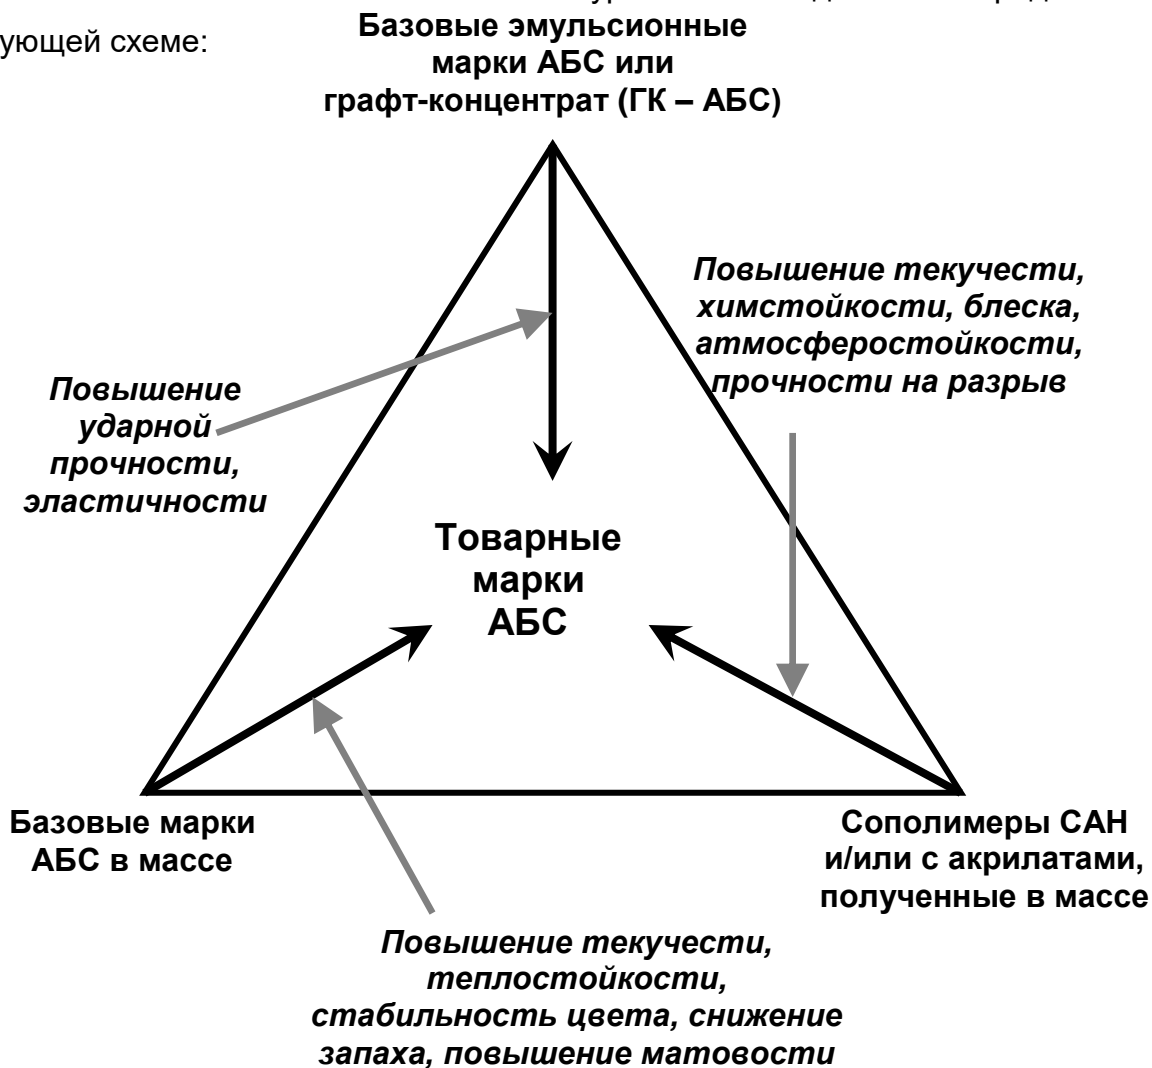 ующей схеме:
Базовые эмульсионные
марки АБС или
графт-концентрат (ГК – АБС)
Повышение текучести,
химстойкости, блеска,
атмосферостойкости,
прочности на разрыв
Повышение
ударной
прочности,
эластичности
Товарные
марки
АБС
Базовые марки
АБС в массе
Сополимеры САН
и/или с акрилатами,
полученные в массе
Повышение текучести,
теплостойкости,
стабильность цвета, снижение
запаха, повышение матовости